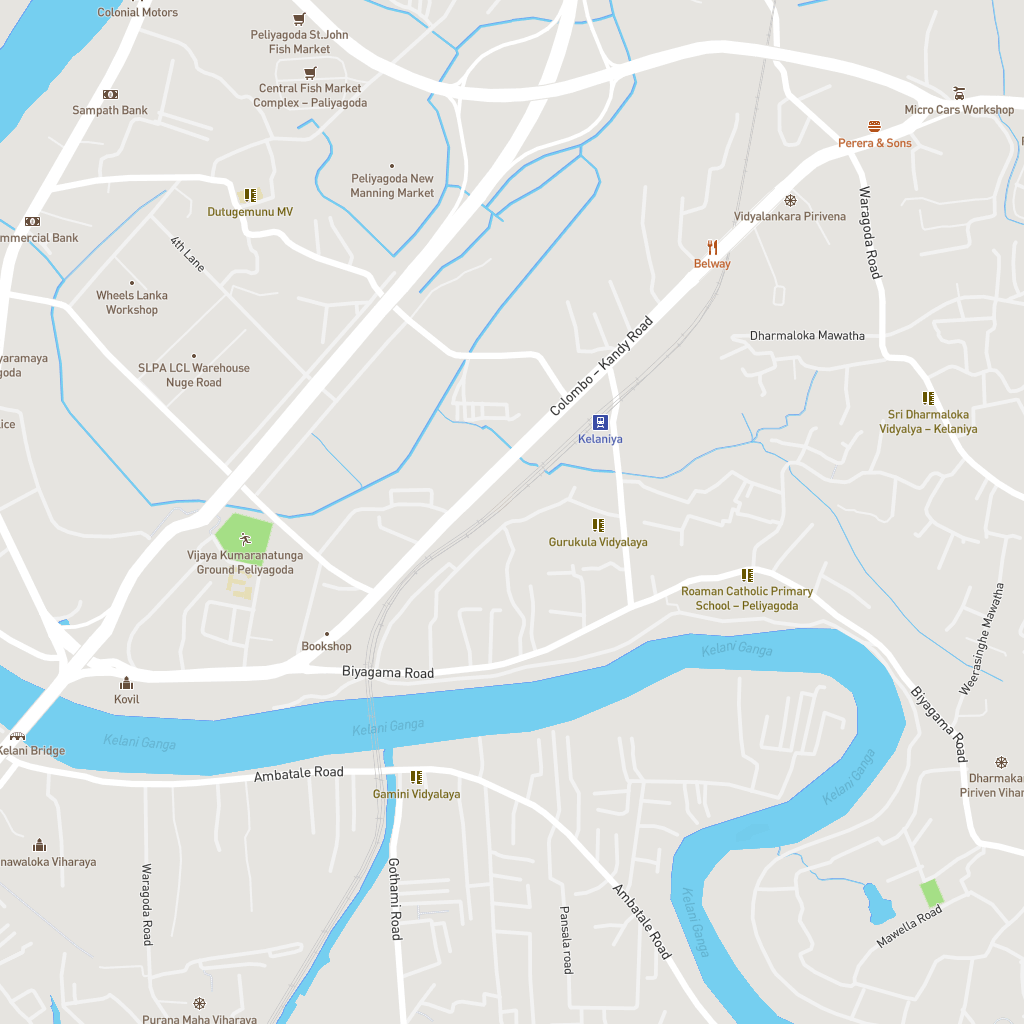 Colonial Motors
Peliyagoda St.John
Fish Market
Central Fish Market
Complex – Paliyagoda
Sampath Bank
Micro Cars Workshop
Perera & Sons
Peliyagoda New
Manning Market
Dutugemunu MV
Vidyalankara Pirivena
Waragoda Road
mmercial Bank
4th Lane
Belway
Wheels Lanka
Workshop
Colombo – Kandy Road
Dharmaloka Mawatha
yaramaya
goda
SLPA LCL Warehouse
Nuge Road
Sri Dharmaloka
Vidyalya – Kelaniya
lice
Kelaniya
Gurukula Vidyalaya
Vijaya Kumaranatunga
Ground Peliyagoda
Roaman Catholic Primary
School – Peliyagoda
Weerasinghe Mawatha
Bookshop
Kelani Ganga
Biyagama Road
Kovil
Kelani Ganga
Kelani Ganga
Biyagama Road
Kelani Bridge
Ambatale Road
Gamini Vidyalaya
Kelani Ganga
Dharmakar
Piriven Vihar
nawaloka Viharaya
Waragoda Road
Gothami Road
Pansala road
Ambatale Road
Kelani Ganga
Mawella Road
Purana Maha Viharaya